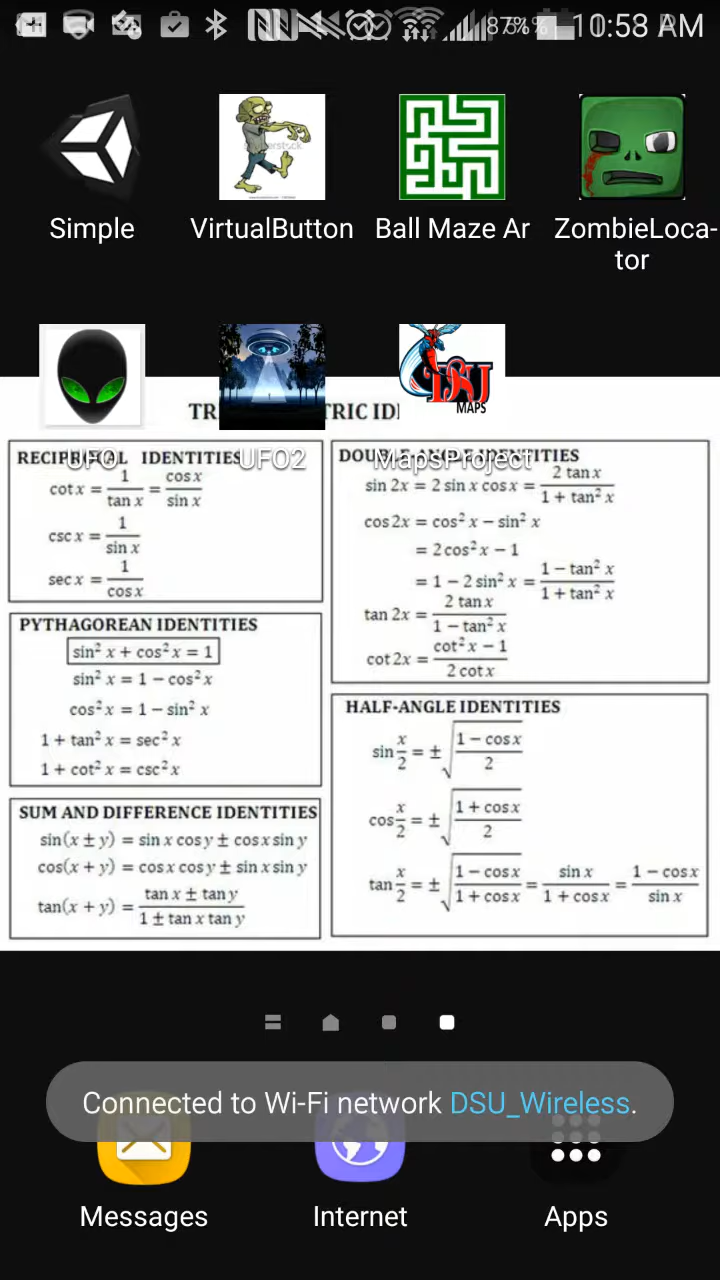 10:58 AM
Simple
VirtualButton
Ball Maze Ar
ZombieLoca-
tor
DSU
MAPS
UFO
UFO2
MapsProject
RECIPROCAL IDENTITIES
cot x = 1/tan x = cos x/sin x
csc x = 1/sin x
sec x = 1/cos x
PYTHAGOREAN IDENTITIES
sin² x + cos² x = 1
sin² x = 1 − cos² x
cos² x = 1 − sin² x
1 + tan² x = sec² x
1 + cot² x = csc² x
SUM AND DIFFERENCE IDENTITIES
sin(x ± y) = sin x cos y ± cos x sin y
cos(x + y) = cos x cos y ± sin x sin y
tan(x + y) = (tan x ± tan y)/(1 ± tan x tan y)
DOUBLE-ANGLE IDENTITIES
sin 2x = 2 sin x cos x = 2 tan x/(1 + tan² x)
cos 2x = cos² x − sin² x
= 2 cos² x − 1
= 1 − 2 sin² x = (1 − tan² x)/(1 + tan² x)
tan 2x = 2 tan x/(1 − tan² x)
cot 2x = (cot² x − 1)/(2 cot x)
HALF-ANGLE IDENTITIES
sin x/2 = ± √((1 − cos x)/2)
cos x/2 = ± √((1 + cos x)/2)
tan x/2 = ± √((1 − cos x)/(1 + cos x)) = sin x/(1 + cos x) = (1 − cos x)/sin x
Connected to Wi-Fi network DSU_Wireless.
Messages
Internet
Apps